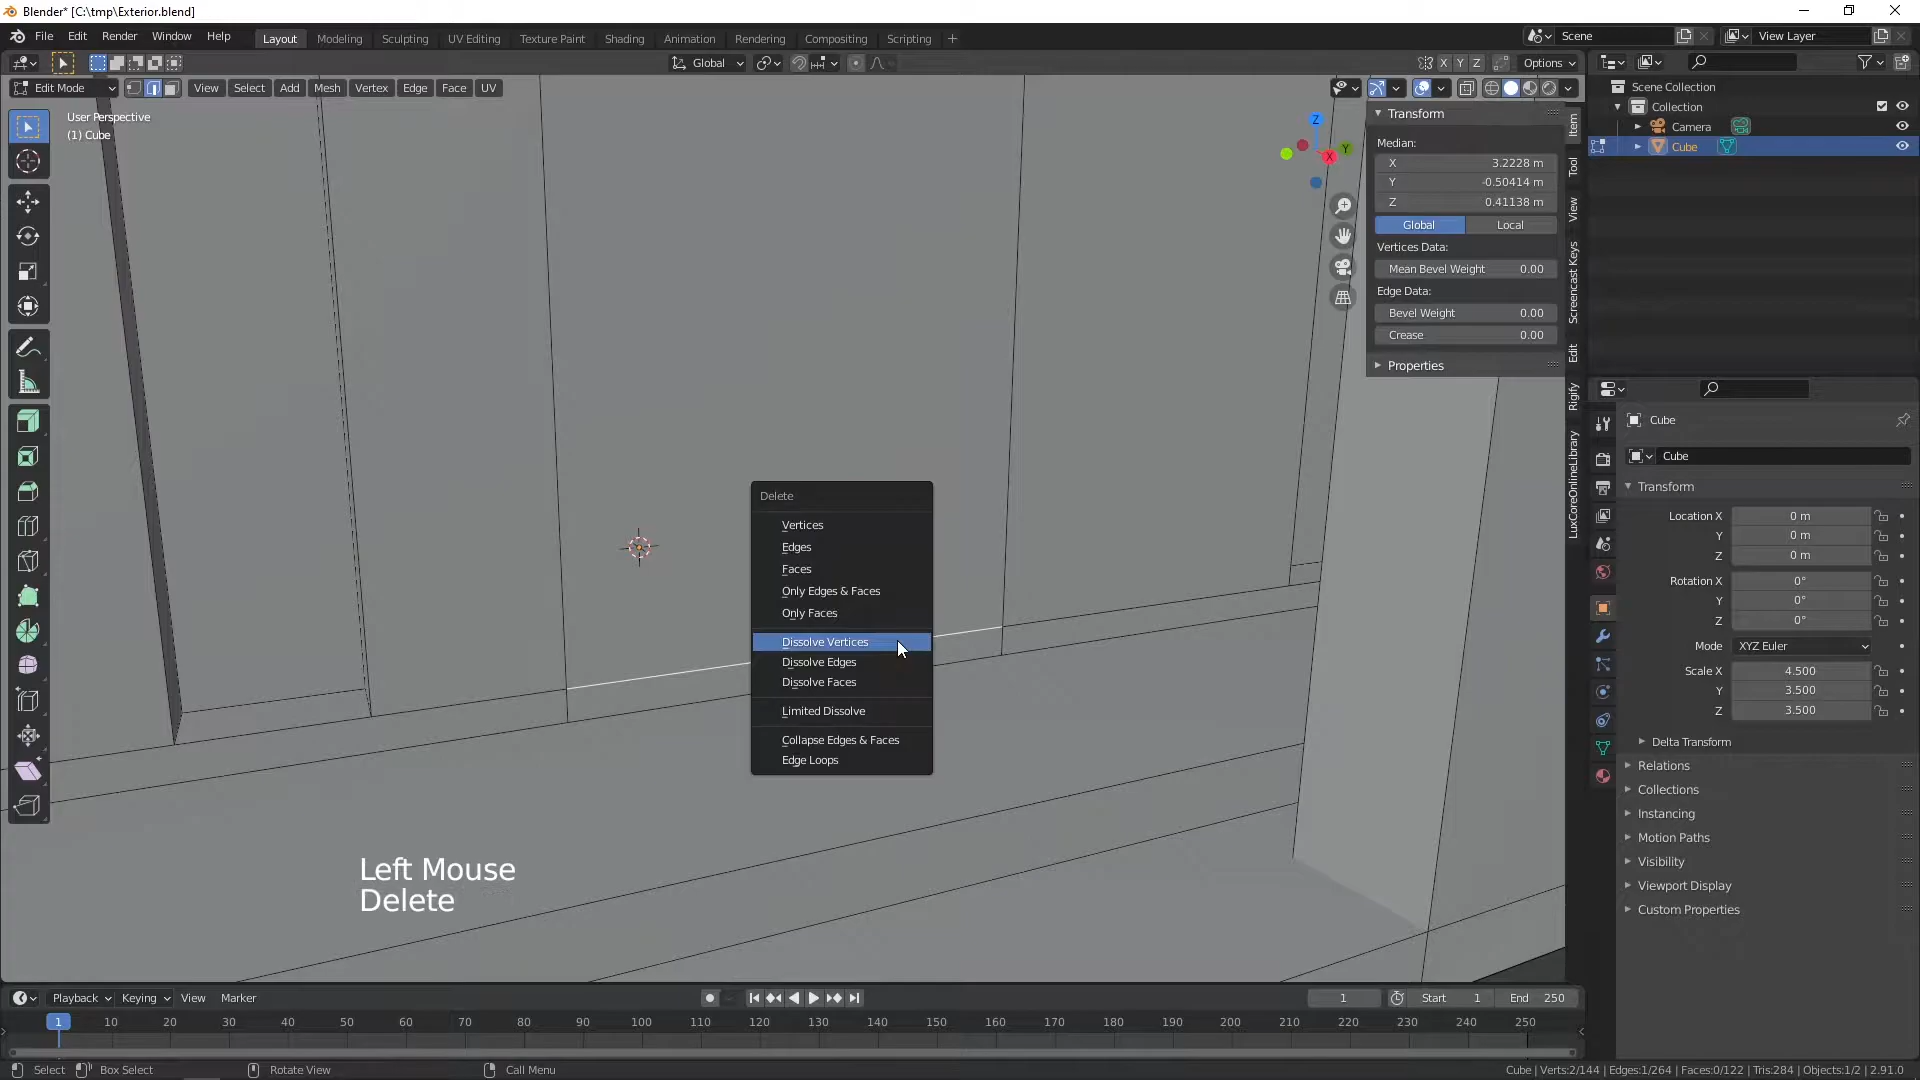 Blender* [C:\tmp\Exterior.blend]
File Edit Render Window Help Layout Modeling Sculpting UV Editing Texture Paint Shading Animation Rendering Compositing Scripting + Scene View Layer
Global X Y Z Options
Edit Mode View Select Add Mesh Vertex Edge Face UV
User Perspective
(1) Cube
Z
Y
X
Transform
Median:
X 3.2228 m
Y -0.50414 m
Z 0.41138 m
Global Local
Vertices Data:
Mean Bevel Weight 0.00
Edge Data:
Bevel Weight 0.00
Crease 0.00
Properties
Item
Tool
View
Screencast Keys
Edit
Rigify
LuxCoreOnlineLibrary
Scene Collection
Collection
Camera
Cube
Cube
Cube
Transform
Location X 0 m
Y 0 m
Z 0 m
Rotation X 0°
Y 0°
Z 0°
Mode XYZ Euler
Scale X 4.500
Y 3.500
Z 3.500
Delta Transform
Relations
Collections
Instancing
Motion Paths
Visibility
Viewport Display
Custom Properties
Delete
Vertices
Edges
Faces
Only Edges & Faces
Only Faces
Dissolve Vertices
Dissolve Edges
Dissolve Faces
Limited Dissolve
Collapse Edges & Faces
Edge Loops
Left Mouse
Delete
Playback Keying View Marker 1 Start 1 End 250
1 10 20 30 40 50 60 70 80 90 100 110 120 130 140 150 160 170 180 190 200 210 220 230 240 250
Select Box Select Rotate View Call Menu Cube | Verts:2/144 | Edges:1/264 | Faces:0/122 | Tris:284 | Objects:1/2 | 2.91.0